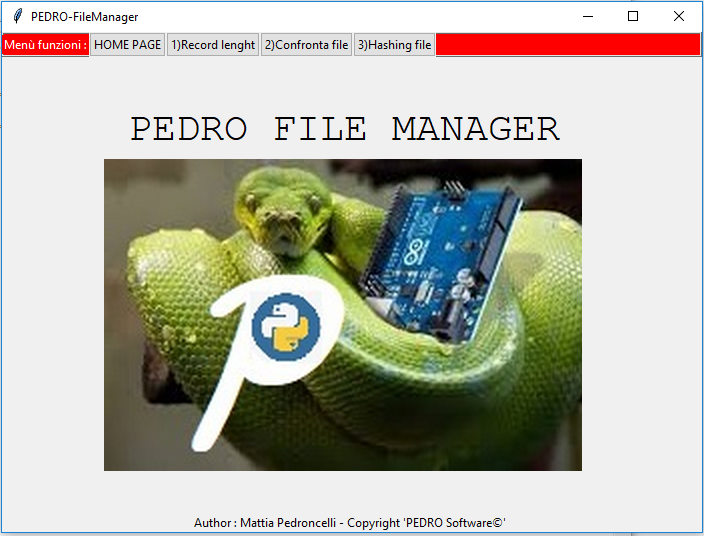 PEDRO-FileManager
Menù funzioni : HOME PAGE 1)Record lenght 2)Confronta file 3)Hashing file
PEDRO FILE MANAGER
ARDUINO
P
Author : Mattia Pedroncelli - Copyright 'PEDRO Software©'